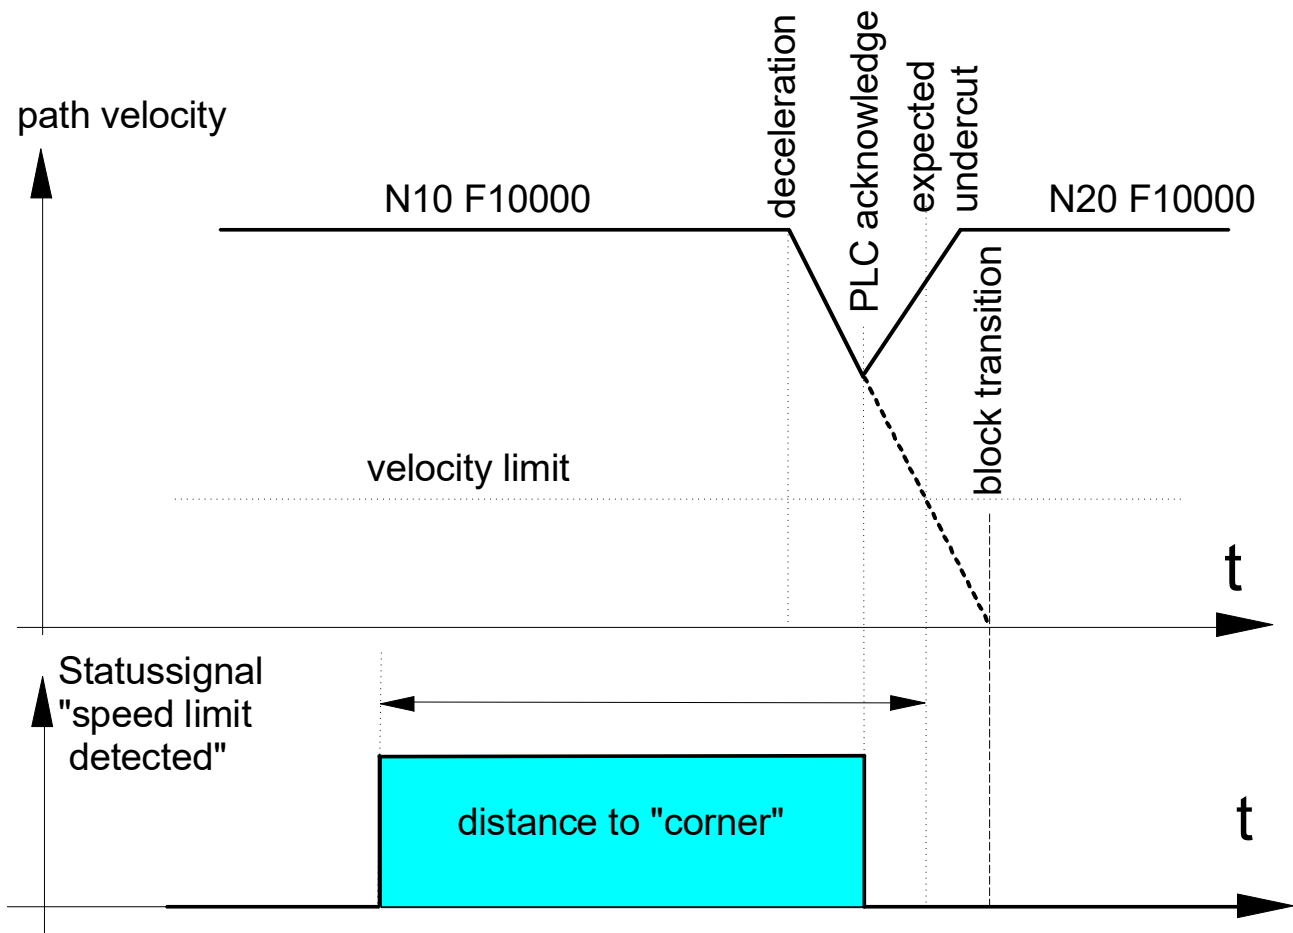 path velocity
N10 F10000
deceleration
PLC acknowledge
expected
undercut
N20 F10000
block transition
velocity limit
t
Statussignal
"speed limit
detected"
distance to "corner"
t